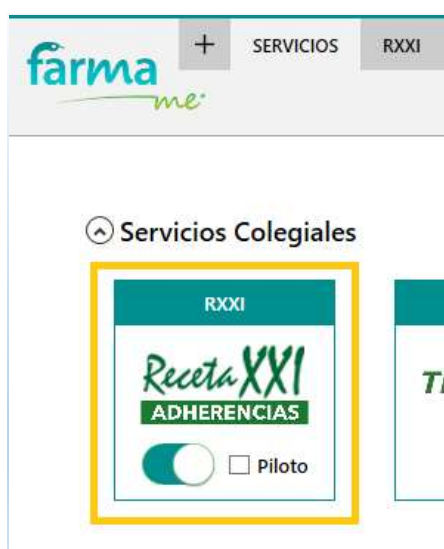 farma
me
+ SERVICIOS RXXI
Servicios Colegiales
RXXI
Receta XXI
ADHERENCIAS
Piloto